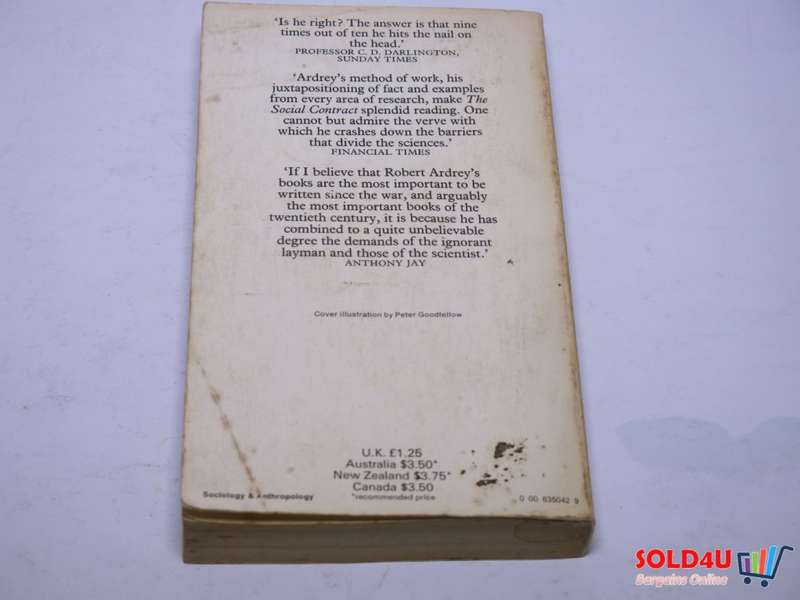 'Is he right? The answer is that nine
times out of ten he hits the nail on
the head.'
PROFESSOR C. D. DARLINGTON,
SUNDAY TIMES
'Ardrey's method of work, his
juxtapositioning of fact and examples
from every area of research, make The
Social Contract splendid reading. One
cannot but admire the verve with
which he crashes down the barriers
that divide the sciences.'
FINANCIAL TIMES
'If I believe that Robert Ardrey's
books are the most important to be
written since the war, and arguably
the most important books of the
twentieth century, it is because he has
combined to a quite unbelievable
degree the demands of the ignorant
layman and those of the scientist.'
ANTHONY JAY
Cover illustration by Peter Goodfellow
U.K. £1.25
Australia $3.50*
New Zealand $3.75*
Canada $3.50
*recommended price
Sociology & Anthropology
0 00 635042 9
SOLD4U
Bargains Online